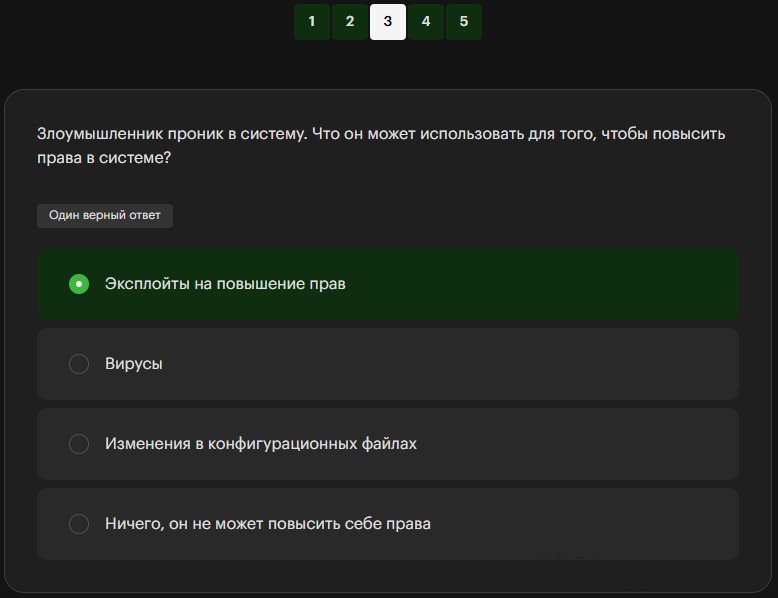 1 2 3 4 5
Злоумышленник проник в систему. Что он может использовать для того, чтобы повысить
права в системе?
Один верный ответ
Эксплойты на повышение прав
Вирусы
Изменения в конфигурационных файлах
Ничего, он не может повысить себе права